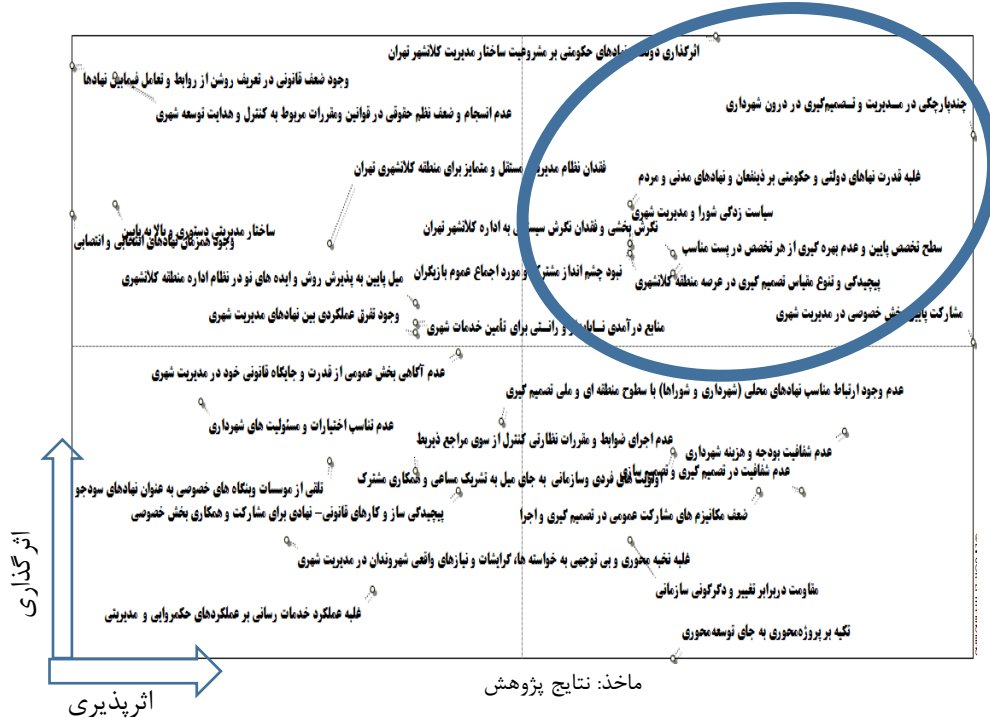 اثرگذاری دولت و نهادهای حکومتی بر مشروعیت ساختار مدیریت کلانشهر تهران
وجود ضعف قانونی در تعریف روشن از روابط و تعامل فیمابین نهادها
چندپارچگی در مــدیریت و تـصمیم‌گیری در درون شهرداری
عدم انسجام و ضعف نظم حقوقی در قوانین ومقررات مربوط به کنترل و هدایت توسعه شهری
فقدان نظام مدیریتی مستقل و متمایز برای منطقه کلانشهری تهران
غلبه قدرت نهاهای دولتی و حکومتی بر ذینفعان و نهادهای مدنی و مردم
سیاست زدگی شورا و مدیریت شهری
ساختار مدیریتی دستوری و بالا به پایین
نگرش بخشی و فقدان نگرش سیستمی به اداره کلانشهر تهران
وجود همزمان نهادهای انتخابی و انتصابی
سطح تخصص پایین و عدم بهره گیری از هر تخصص در پست مناسب
نبود چشم انداز مشترک و مورد اجماع عموم بازیگران
میل پایین به پذیرش روش و ایده های نو در نظام اداره منطقه کلانشهری
پیچیدگی و تنوع مقیاس تصمیم گیری در عرصه منطقه کلانشهری
وجود تفرق عملکردی بین نهادهای مدیریت شهری
مشارکت پایین بخش خصوصی در مدیریت شهری
منابع درآمدی نـاپایدار و رانـتی برای تأمین خدمات شهری
عدم آگاهی بخش عمومی از قدرت و جایگاه قانونی خود در مدیریت شهری
عدم وجود ارتباط مناسب نهادهای محلی (شهرداری و شوراها) با سطوح منطقه ای و ملی تصمیم گیری
عدم تناسب اختیارات و مسئولیت های شهرداری
عدم اجرای ضوابط و مقررات نظارتی کنترل از سوی مراجع ذیربط
عدم شفافیت بودجه و هزینه شهرداری
عدم شفافیت در تصمیم گیری و تصمیم سازی
اولویت های فردی وسازمانی به جای میل به تشریک مساعی و همکاری مشترک
تلقی از موسسات وبنگاه های خصوصی به عنوان نهادهای سودجو
پیچیدگی ساز و کارهای قانونی– نهادی برای مشارکت و همکاری بخش خصوصی
ضعف مکانیزم های مشارکت عمومی در تصمیم گیری و اجرا
غلبه نخبه محوری و بی توجهی به خواسته ها، گرایشات و نیازهای واقعی شهروندان در مدیریت شهری
مقاومت دربرابر تغییر و دگرگونی سازمانی
غلبه عملکرد خدمات رسانی بر عملکردهای حکمروایی و مدیریتی
تکیه بر پروژه‌محوری به جای توسعه‌محوری
اثرگذاری
اثرپذیری
ماخذ: نتایج پژوهش